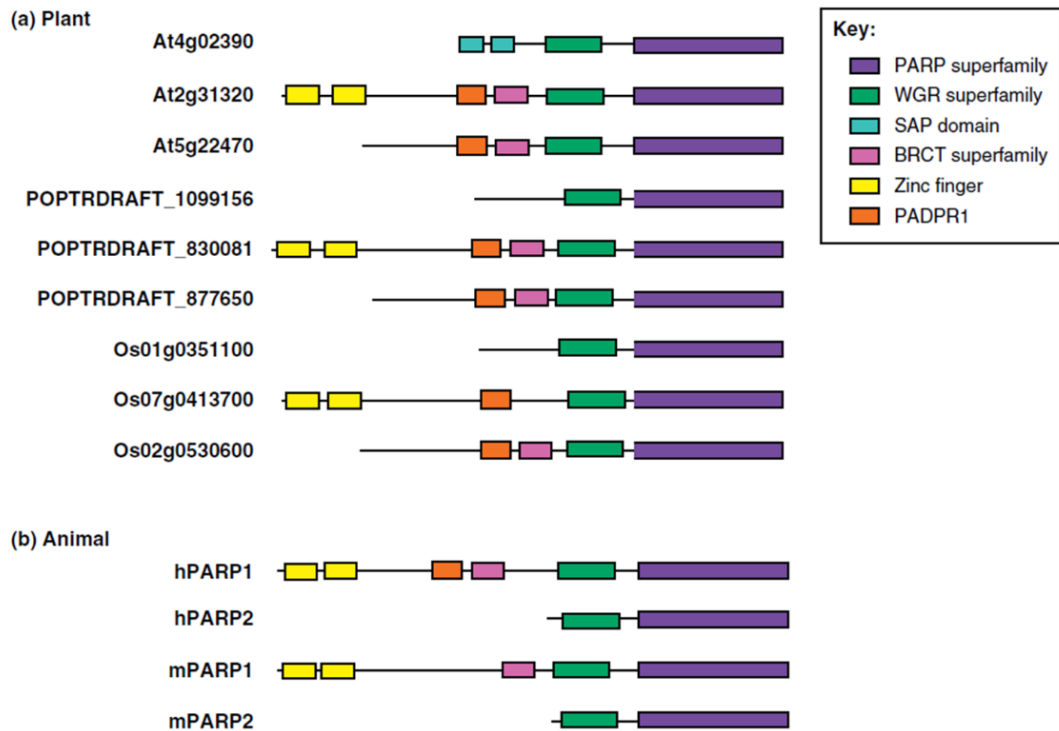 (a) Plant
At4g02390
At2g31320
At5g22470
POPTRDRAFT_1099156
POPTRDRAFT_830081
POPTRDRAFT_877650
Os01g0351100
Os07g0413700
Os02g0530600
Key:
PARP superfamily
WGR superfamily
SAP domain
BRCT superfamily
Zinc finger
PADPR1
(b) Animal
hPARP1
hPARP2
mPARP1
mPARP2